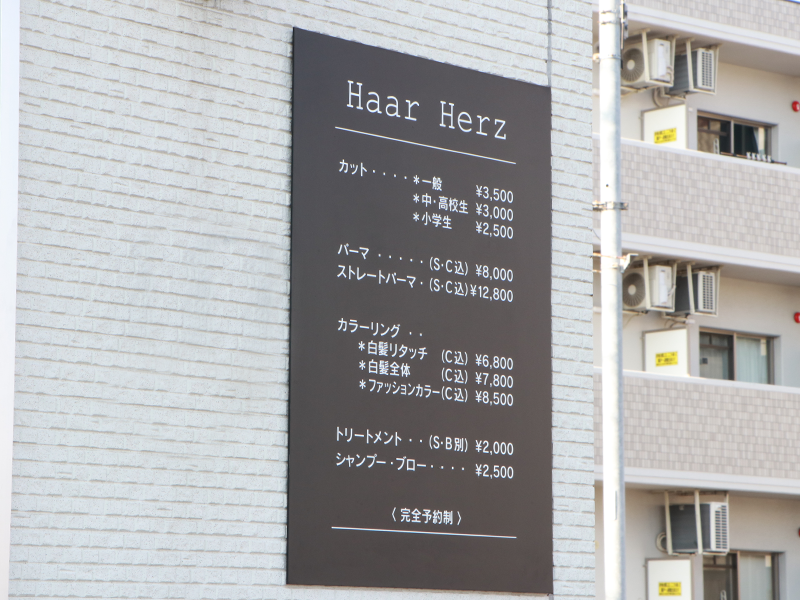 Haar Herz
カット・・・・＊一般 ¥3,500
＊中・高校生 ¥3,000
＊小学生 ¥2,500
パーマ ・・・・・(S・C込) ¥8,000
ストレートパーマ・(S・C込) ¥12,800
カラーリング ・・
＊白髪リタッチ (C込) ¥6,800
＊白髪全体 (C込) ¥7,800
＊ファッションカラー(C込) ¥8,500
トリートメント・・(S・B別) ¥2,000
シャンプー・ブロー・・・・ ¥2,500
〈 完全予約制 〉